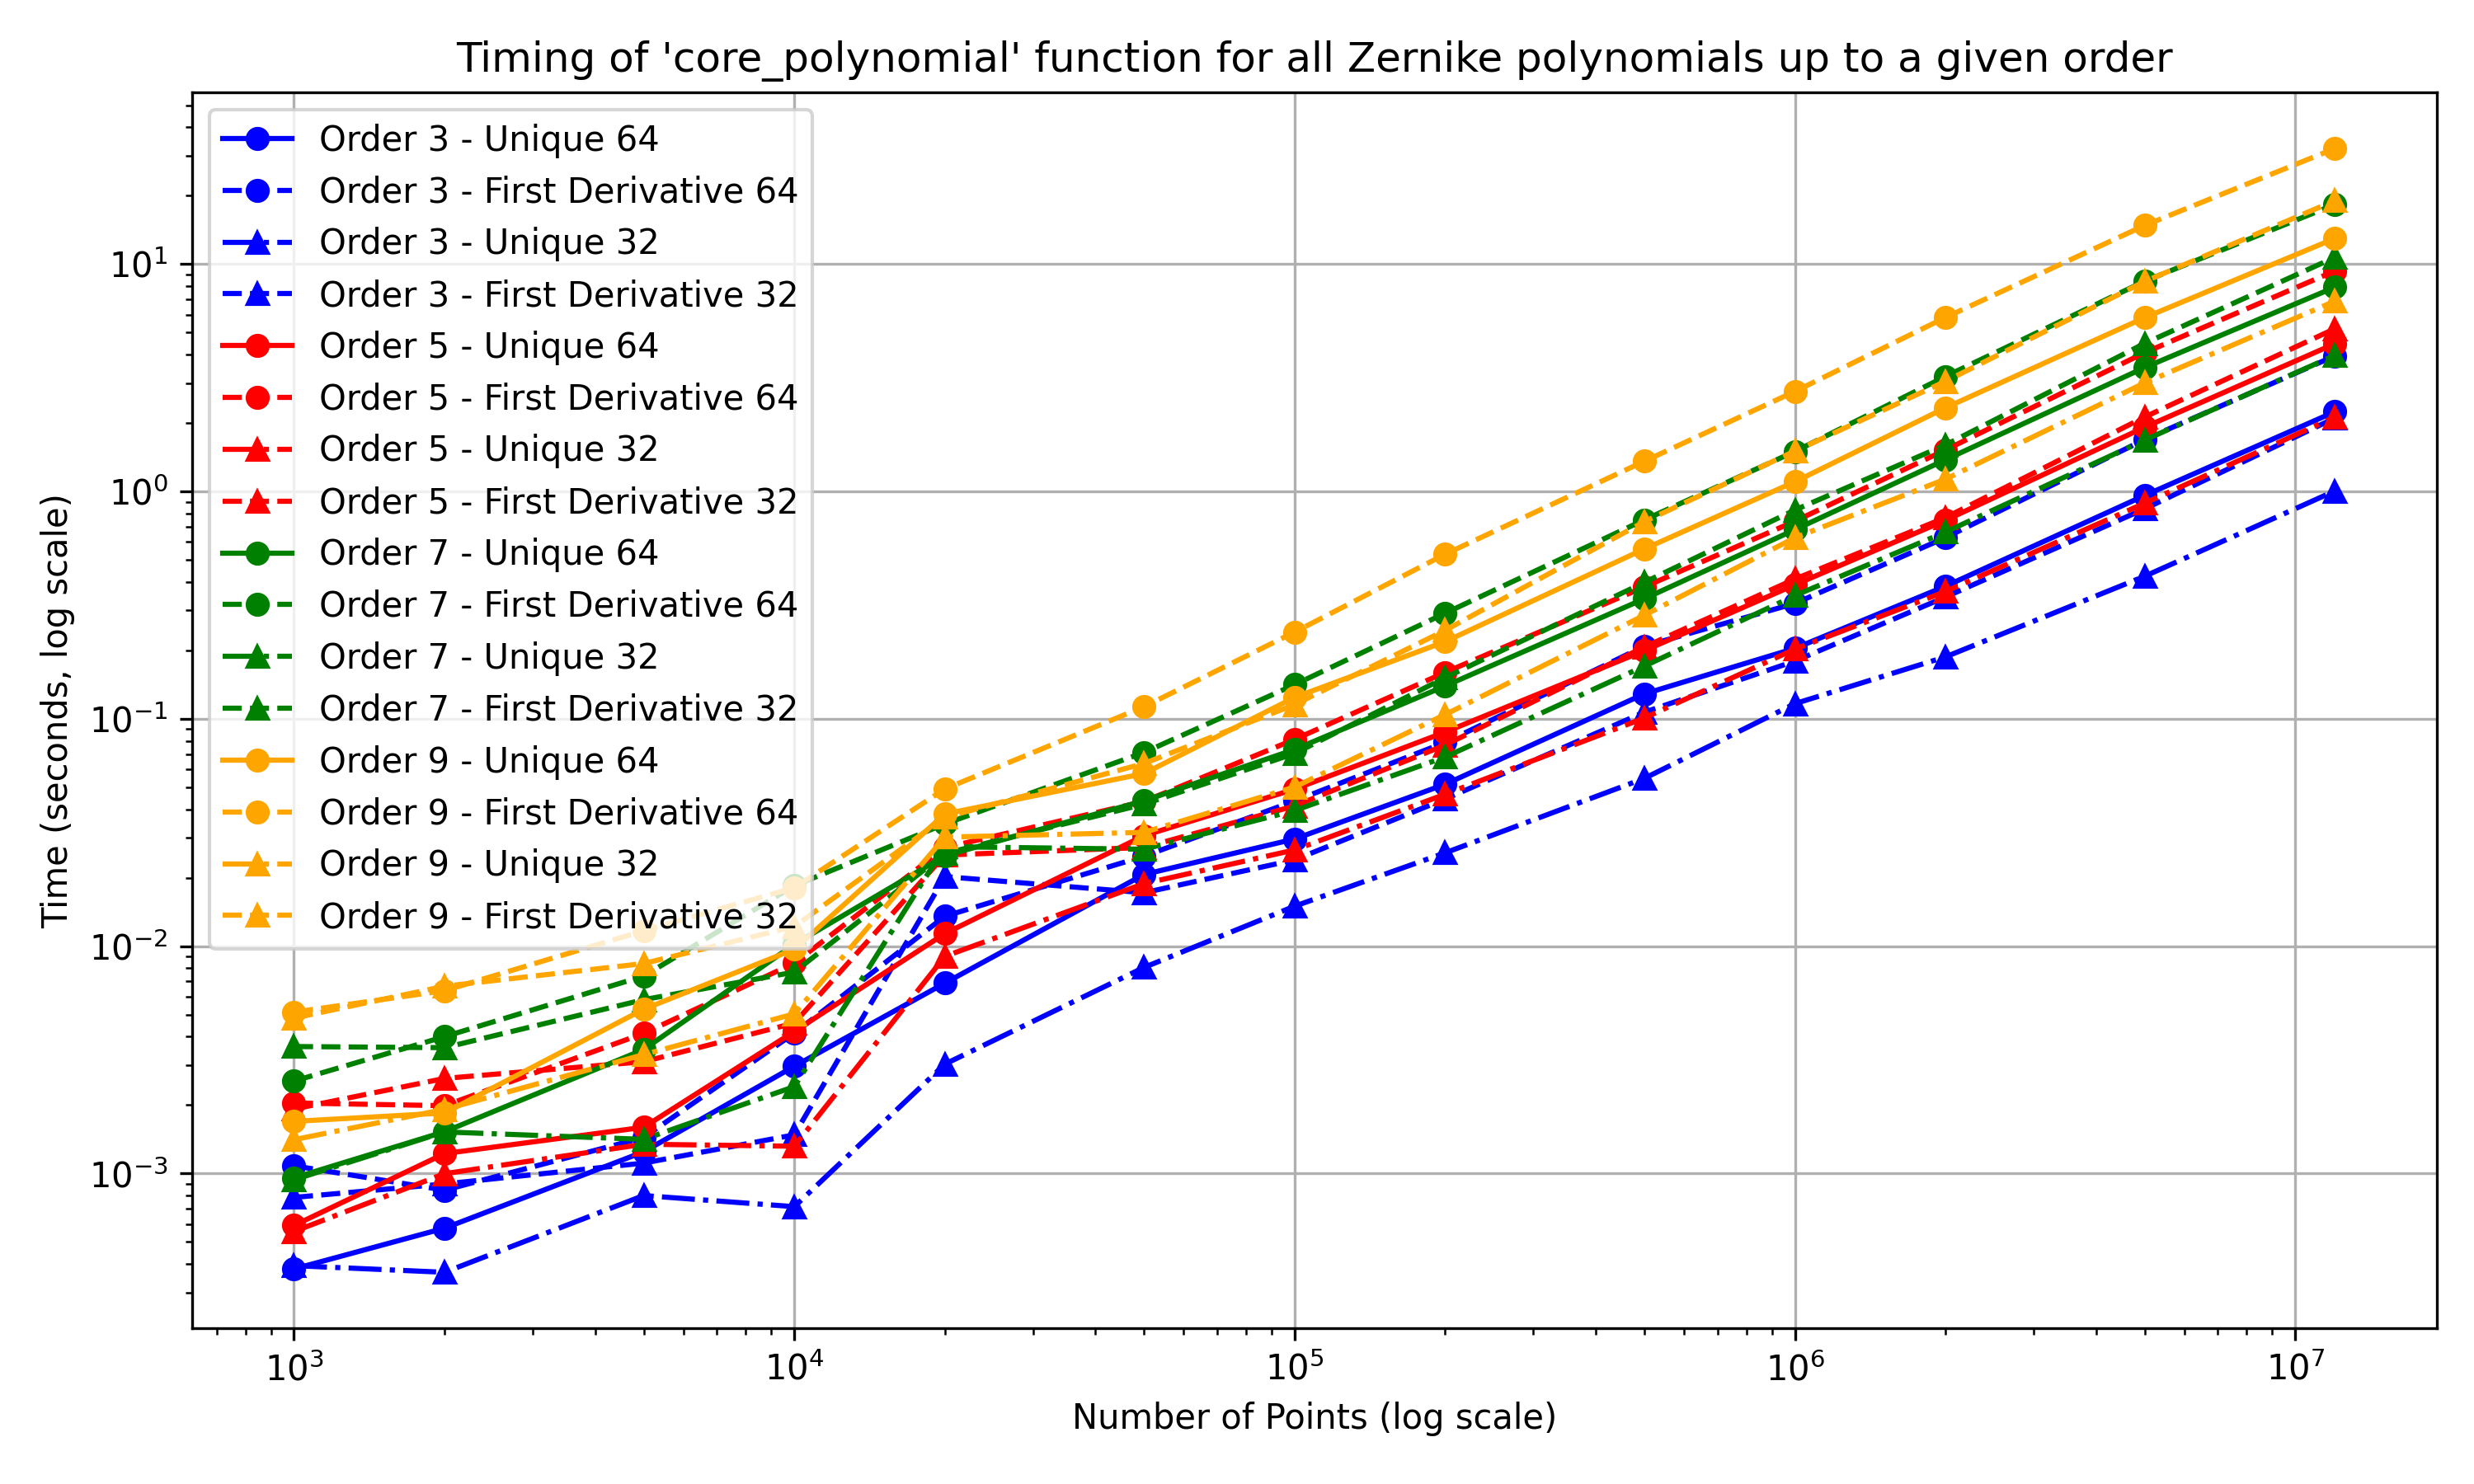 Timing of 'core_polynomial' function for all Zernike polynomials up to a given order
Order 3 - Unique 64
Order 3 - First Derivative 64
Order 3 - Unique 32
Order 3 - First Derivative 32
Order 5 - Unique 64
Order 5 - First Derivative 64
Order 5 - Unique 32
Order 5 - First Derivative 32
Order 7 - Unique 64
Order 7 - First Derivative 64
Order 7 - Unique 32
Order 7 - First Derivative 32
Order 9 - Unique 64
Order 9 - First Derivative 64
Order 9 - Unique 32
Order 9 - First Derivative 32
Time (seconds, log scale)
10¹
10⁰
10⁻¹
10⁻²
10⁻³
10³ 10⁴ 10⁵ 10⁶ 10⁷
Number of Points (log scale)